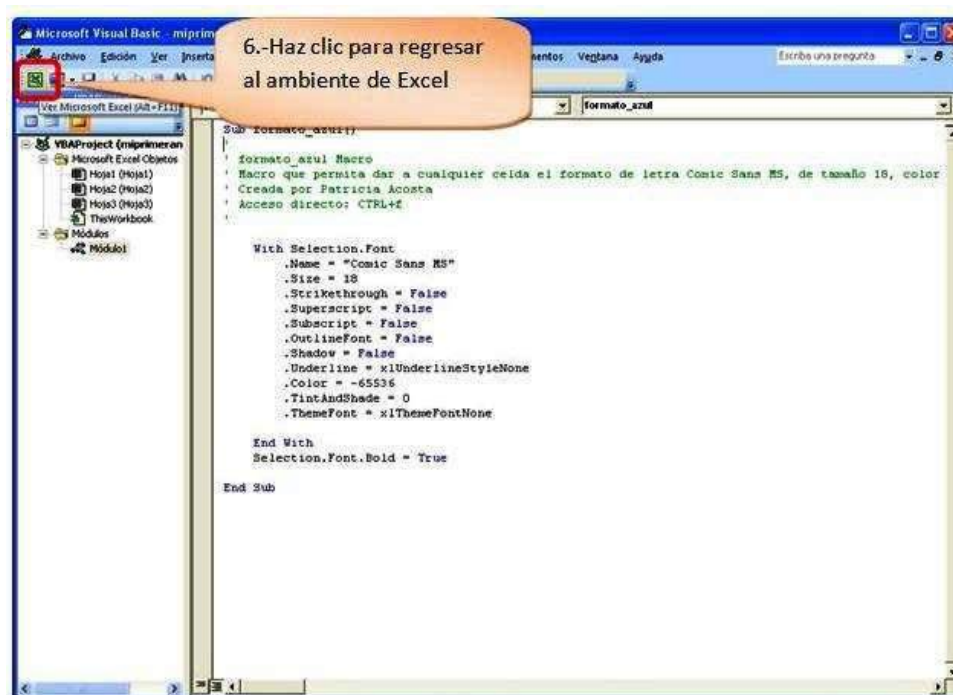 Microsoft Visual Basic - miprim
6.-Haz clic para regresar
al ambiente de Excel
Archivo Edición Ver Inserta
Ventana Ayuda
Escriba una pregunta
Ver Microsoft Excel (Alt+F11)
formato_azul
Sub formato_azul()
'
' formato_azul Macro
' Macro que permita dar a cualquier celda el formato de letra Comic Sans MS, de tamaño 18, color
' Creada por Patricia Acosta
' Acceso directo: CTRL+f
'
With Selection.Font
.Name = "Comic Sans MS"
.Size = 18
.Strikethrough = False
.Superscript = False
.Subscript = False
.OutlineFont = False
.Shadow = False
.Underline = xlUnderlineStyleNone
.Color = -65536
.TintAndShade = 0
.ThemeFont = xlThemeFontNone
End With
Selection.Font.Bold = True
End Sub
VBAProject (miprimeran
Microsoft Excel Objetos
Hoja1 (Hoja1)
Hoja2 (Hoja2)
Hoja3 (Hoja3)
ThisWorkbook
Módulos
Módulo1